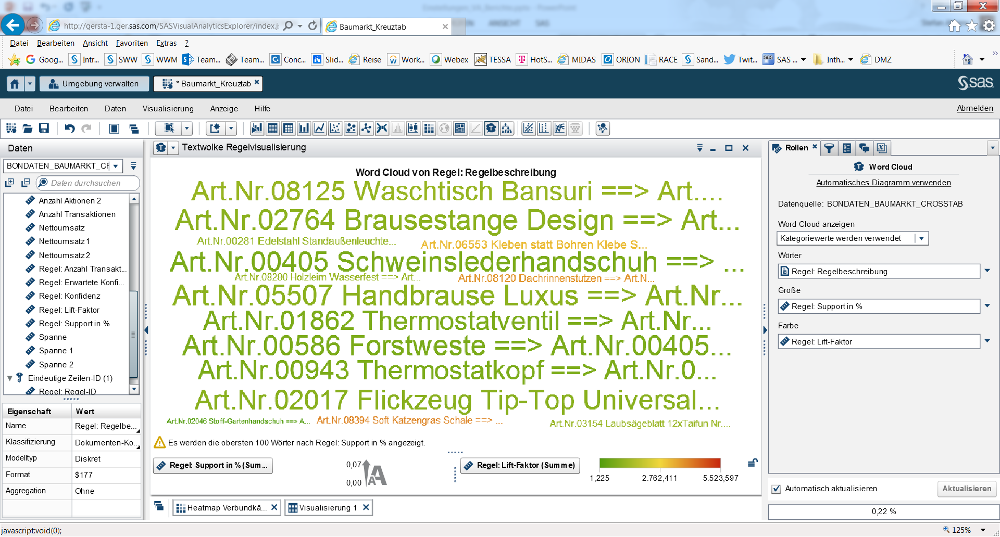 http://gersta-1.ger.sas.com/SASVisualAnalyticsExplorer/index.js
Baumarkt_Kreuztab
Datei Bearbeiten Ansicht Favoriten Extras ?
Goog... Intr... SWW WWM Team... Team... Conc... Slid... Reise Work... Webex TESSA HotS... MIDAS ORION RACE Sand... Twit... SAS ... Inth... DMZ
Umgebung verwalten * Baumarkt_Kreuztab
sas
Datei Bearbeiten Daten Visualisierung Anzeige Hilfe Abmelden
Daten
BONDATEN_BAUMARKT_CF
Daten durchsuchen
Anzahl Aktionen 2
Anzahl Transaktionen
Nettoumsatz
Nettoumsatz 1
Nettoumsatz 2
Regel: Anzahl Transakt...
Regel: Erwartete Konfi...
Regel: Konfidenz
Regel: Lift-Faktor
Regel: Support in %
Spanne
Spanne 1
Spanne 2
Eindeutige Zeilen-ID (1)
Regel: Regel-ID
Eigenschaft Wert
Name Regel: Regelbe...
Klassifizierung Dokumenten-Ko...
Modelltyp Diskret
Format $177
Aggregation Ohne
Textwolke Regelvisualisierung
Word Cloud von Regel: Regelbeschreibung
Art.Nr.08125 Waschtisch Bansuri ==> Art....
Art.Nr.02764 Brausestange Design ==> Art...
Art.Nr.00281 Edelstahl Standaußenleuchte...
Art.Nr.06553 Kleben statt Bohren Klebe S...
Art.Nr.00405 Schweinslederhandschuh ==> ...
Art.Nr.08280 Holzleim Wasserfest ==> Art...
Art.Nr.08120 Dachrinnenstutzen ==> Art.N...
Art.Nr.05507 Handbrause Luxus ==> Art.Nr...
Art.Nr.01862 Thermostatventil ==> Art.Nr...
Art.Nr.00586 Forstweste ==> Art.Nr.00405...
Art.Nr.00943 Thermostatkopf ==> Art.Nr.0...
Art.Nr.02017 Flickzeug Tip-Top Universal...
Art.Nr.02046 Stoff-Gartenhandschuh ==> A...
Art.Nr.08394 Soft Katzengras Schale ==> ...
Art.Nr.03154 Laubsägeblatt 12xTaifun Nr....
Es werden die obersten 100 Wörter nach Regel: Support in % angezeigt.
Regel: Support in % (Sum ...
0,07
0,00
Regel: Lift-Faktor (Summe)
1,225 2.762,411 5.523,597
Heatmap Verbundkä... Visualisierung 1
Rollen
Word Cloud
Automatisches Diagramm verwenden
Datenquelle: BONDATEN_BAUMARKT_CROSSTAB
Word Cloud anzeigen
Kategoriewerte werden verwendet
Wörter
Regel: Regelbeschreibung
Größe
Regel: Support in %
Farbe
Regel: Lift-Faktor
Automatisch aktualisieren Aktualisieren
0,22 %
javascript:void(0);
125%